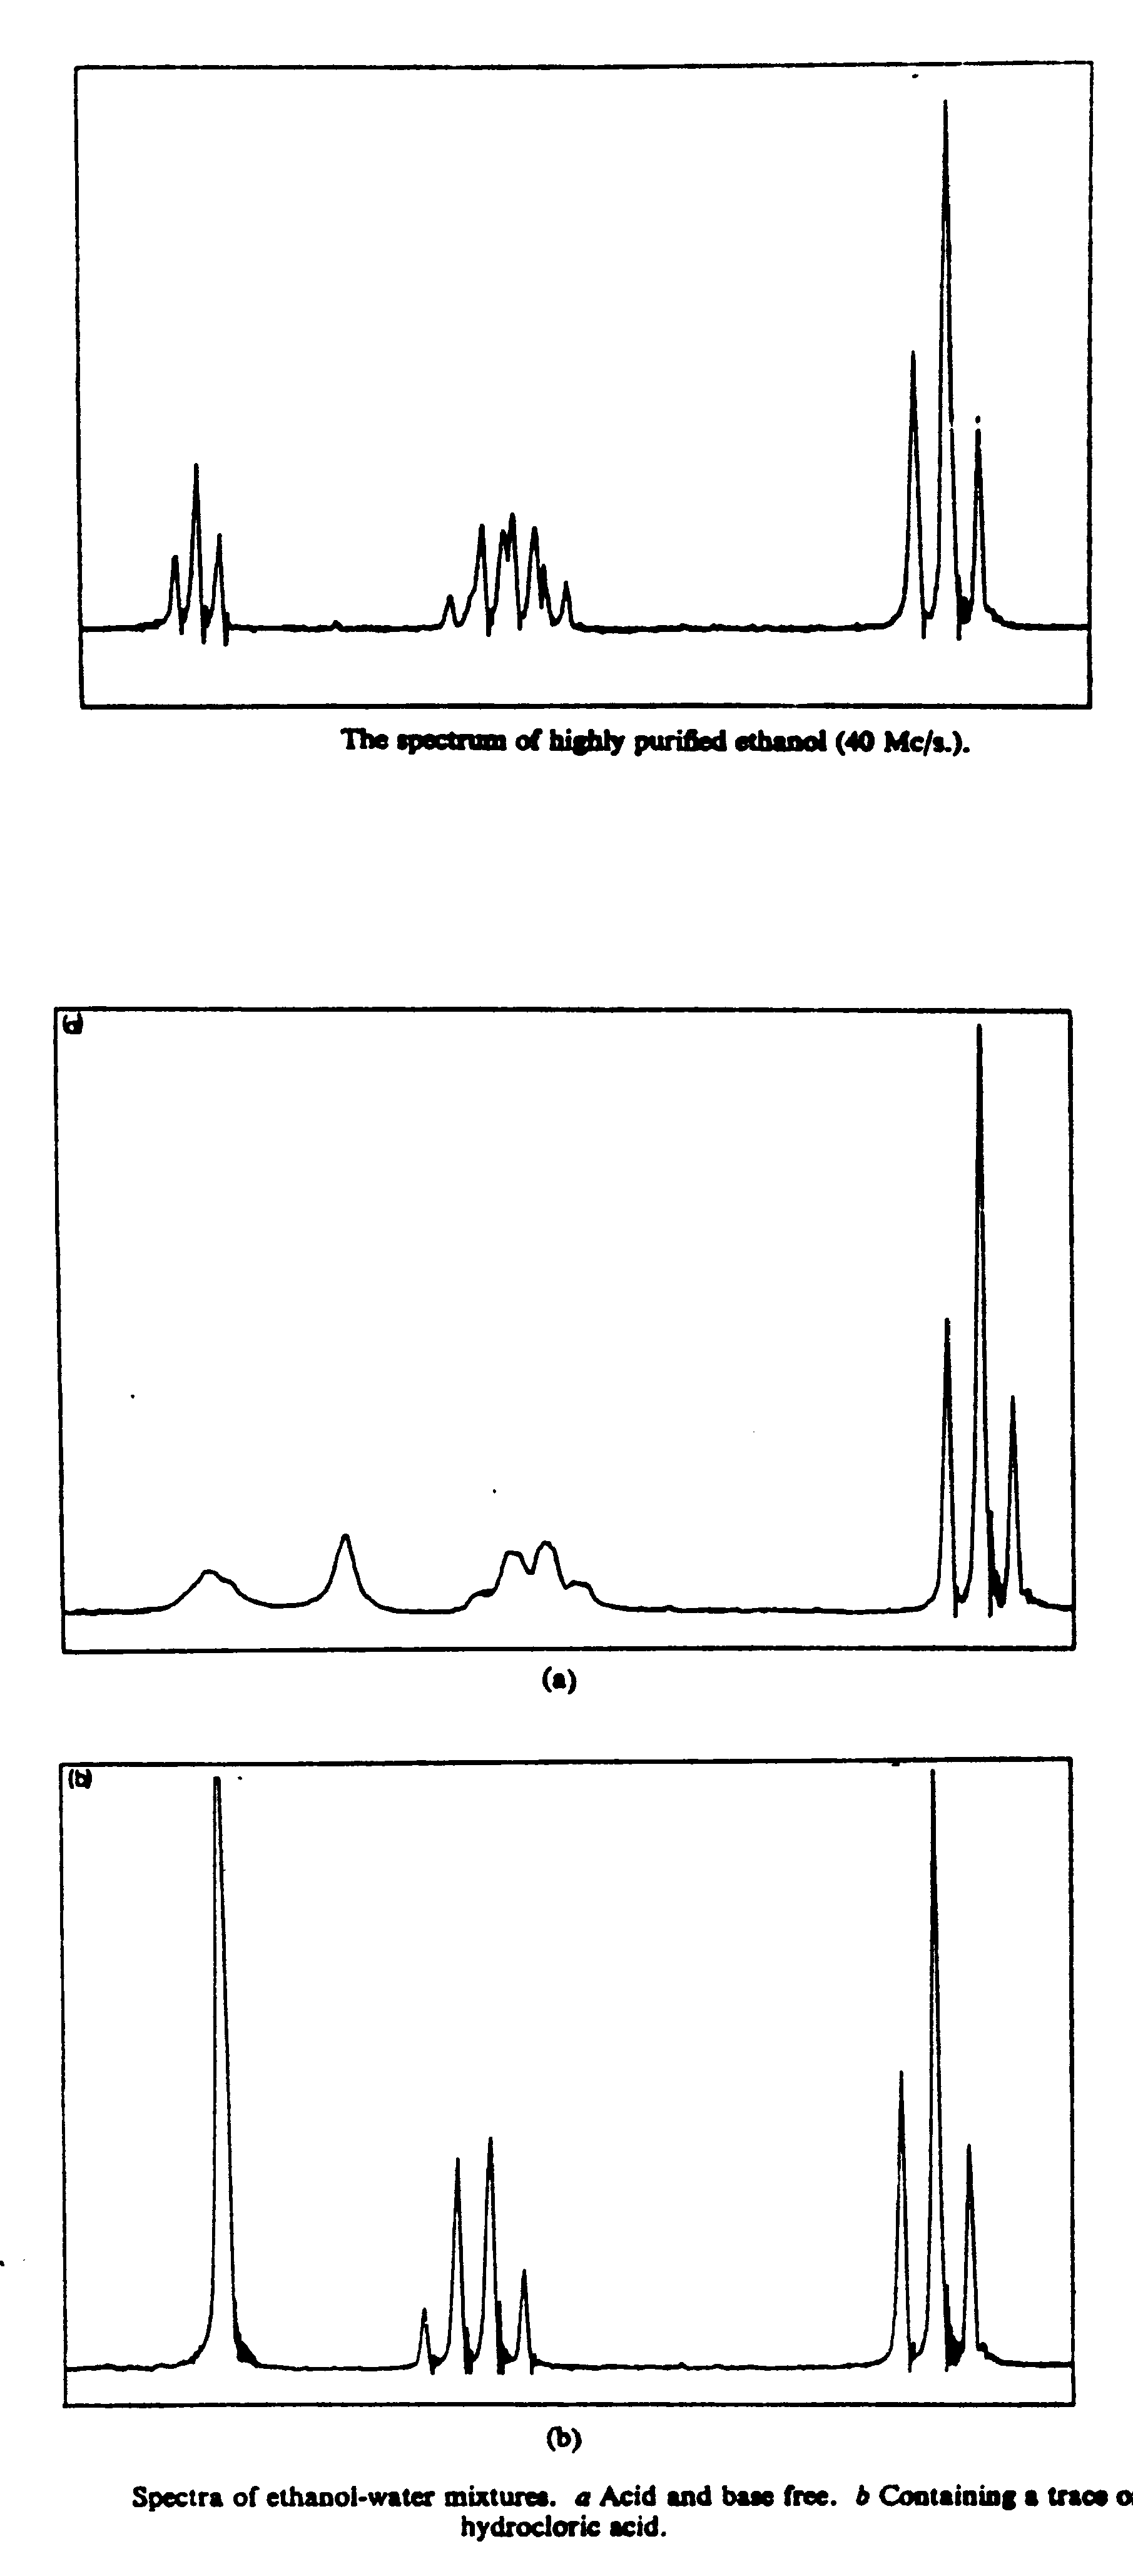 The spectrum of highly purified ethanol (40 Mc/s.).
(a)
(a)
(b)
(b)
Spectra of ethanol-water mixtures. a Acid and base free. b Containing a trace
hydrocloric acid.